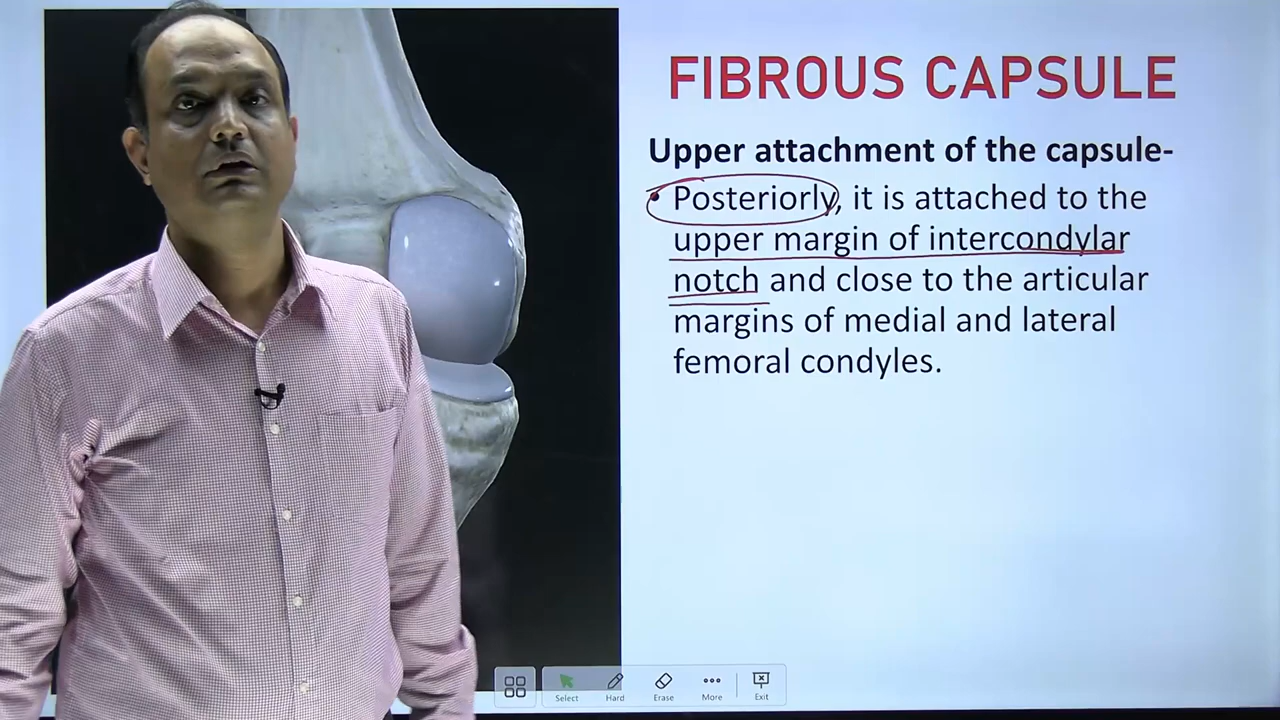 FIBROUS CAPSULE
Upper attachment of the capsule-
• Posteriorly, it is attached to the
upper margin of intercondylar
notch and close to the articular
margins of medial and lateral
femoral condyles.
Select Hard Erase More Exit